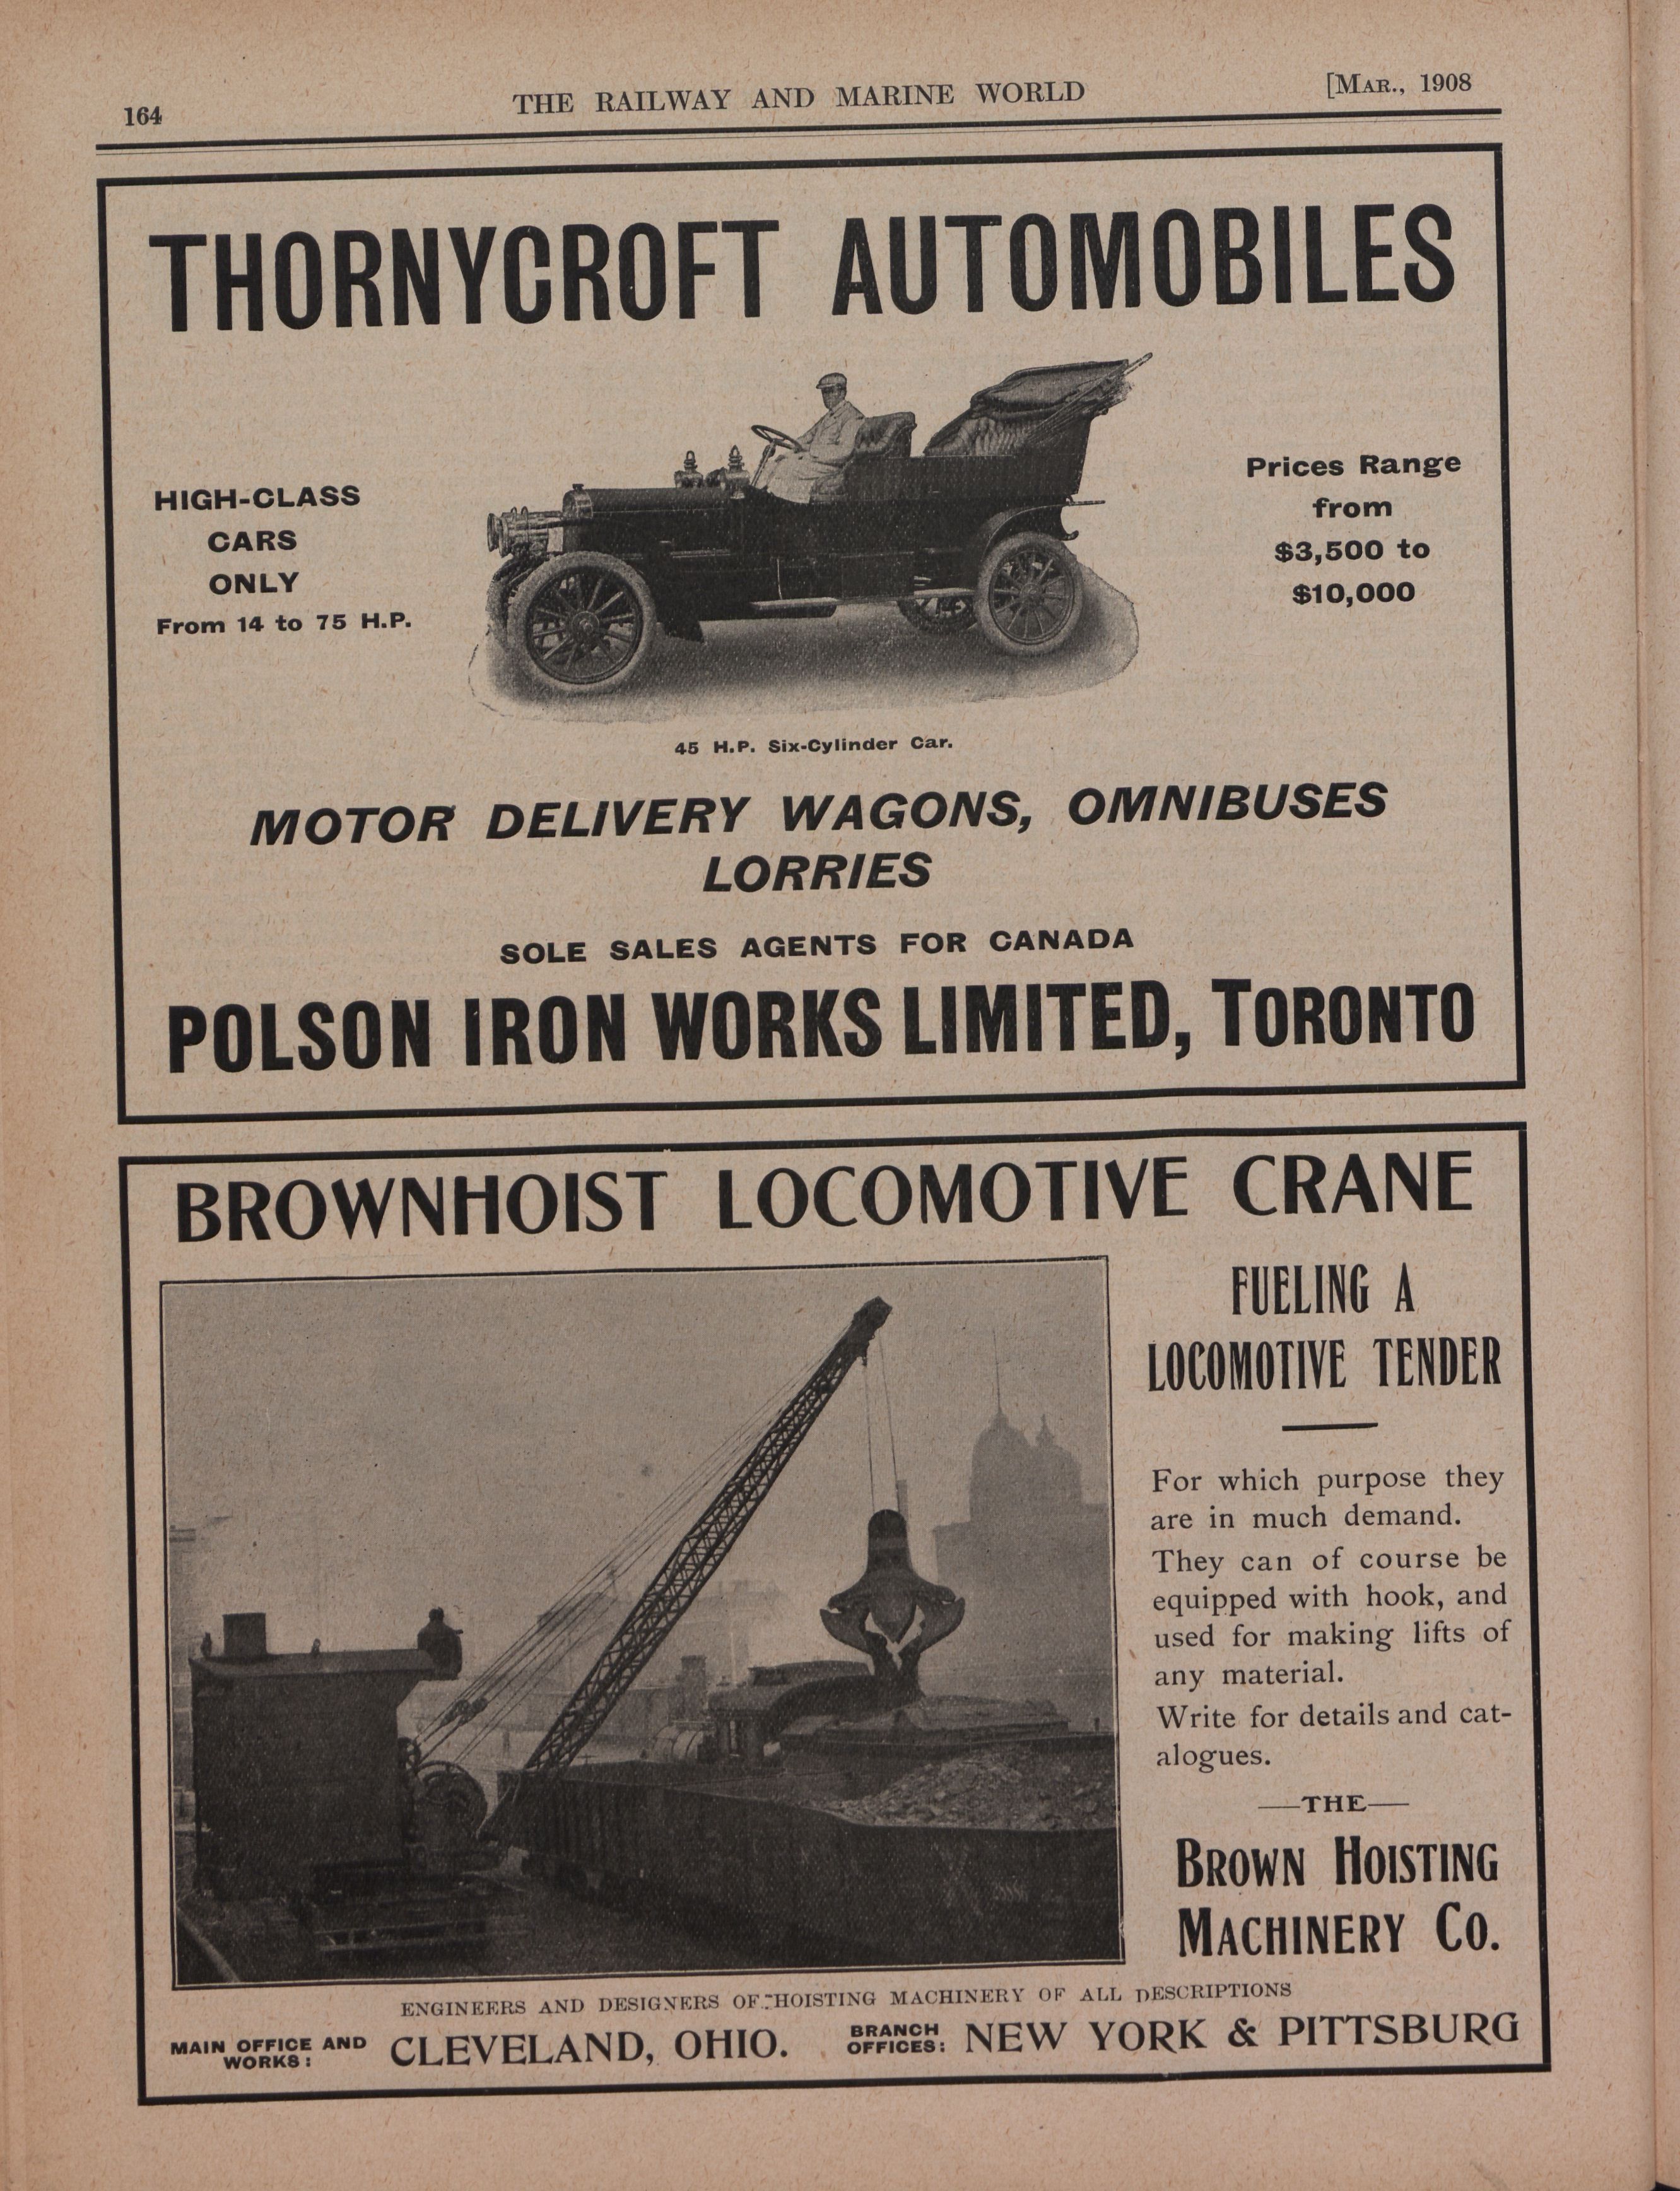 164
THE RAILWAY AND MARINE WORLD
[MAR., 1908
THORNYCROFT AUTOMOBILES
HIGH-CLASS
CARS
ONLY
From 14 to 75 H.P.
Prices Range
from
$3,500 to
$10,000
45 H.P. Six-Cylinder Car.
MOTOR DELIVERY WAGONS, OMNIBUSES
LORRIES
SOLE SALES AGENTS FOR CANADA
POLSON IRON WORKS LIMITED, TORONTO
BROWNHOIST LOCOMOTIVE CRANE
FUELING A
LOCOMOTIVE TENDER
For which purpose they
are in much demand.
They can of course be
equipped with hook, and
used for making lifts of
any material.
Write for details and cat-
alogues.
—THE—
BROWN HOISTING
MACHINERY CO.
ENGINEERS AND DESIGNERS OF HOISTING MACHINERY OF ALL DESCRIPTIONS
MAIN OFFICE AND
WORKS:
CLEVELAND, OHIO.
BRANCH
OFFICES:
NEW YORK & PITTSBURG